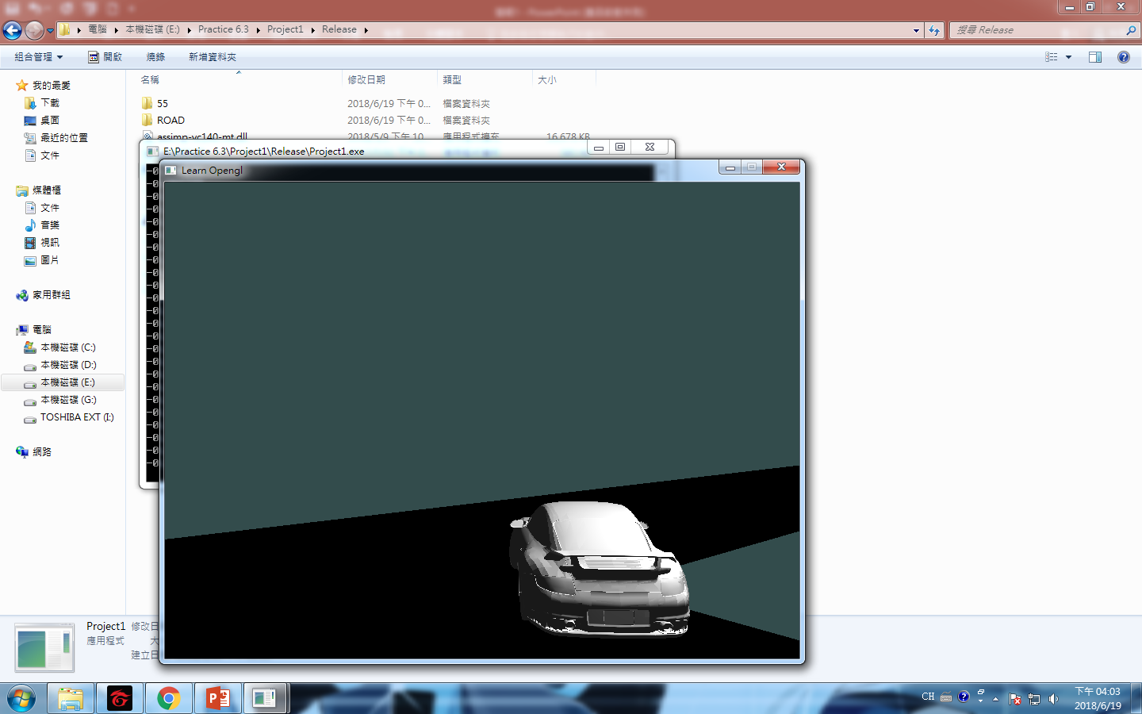 電腦 本機磁碟 (E:) Practice 6.3 Project1 Release 搜尋 Release
組合管理 開啟 燒錄 新增資料夾
名稱 修改日期 類型 大小
55 2018/6/19 下午 0... 檔案資料夾
ROAD 2018/6/19 下午 0... 檔案資料夾
assimp-vc140-mt.dll 2018/5/9 下午 10... 應用程式擴充 16,678 KB
E:\Practice 6.3\Project1\Release\Project1.exe
Learn Opengl
我的最愛
下載
桌面
最近的位置
文件
媒體櫃
文件
音樂
視訊
圖片
家用群組
電腦
本機磁碟 (C:)
本機磁碟 (D:)
本機磁碟 (E:)
本機磁碟 (G:)
TOSHIBA EXT (I:)
網路
Project1 修改日
應用程式 大
建立日
CH
下午 04:03
2018/6/19